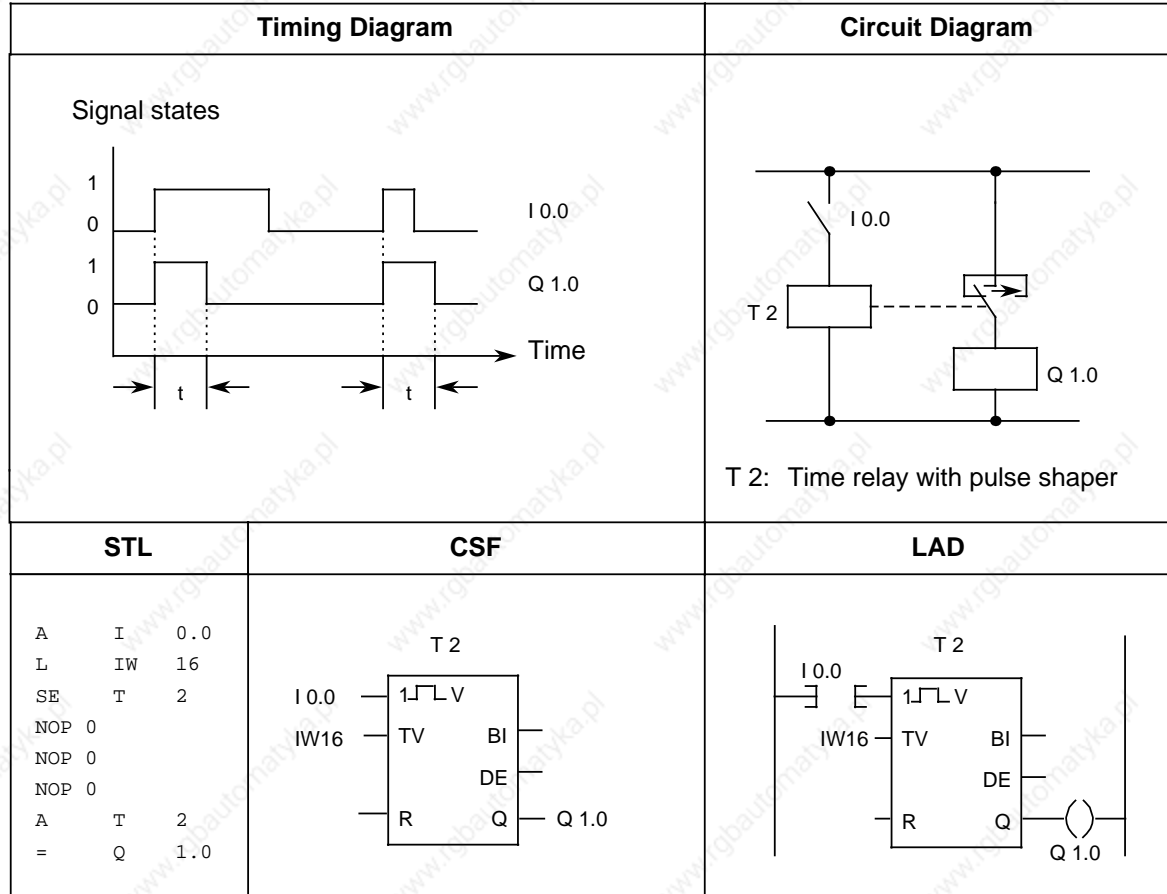 Timing Diagram
Circuit Diagram
Signal states
1
0
I 0.0
1
0
Q 1.0
Time
t
t
I 0.0
T 2
Q 1.0
T 2: Time relay with pulse shaper
STL
CSF
LAD
A I 0.0
L IW 16
SE T 2
NOP 0
NOP 0
NOP 0
A T 2
= Q 1.0
T 2
I 0.0
1 V
IW16
TV
BI
DE
R
Q
Q 1.0
T 2
I 0.0
1 V
IW16
TV
BI
DE
R
Q
Q 1.0
www.rgbautomatyka.pl